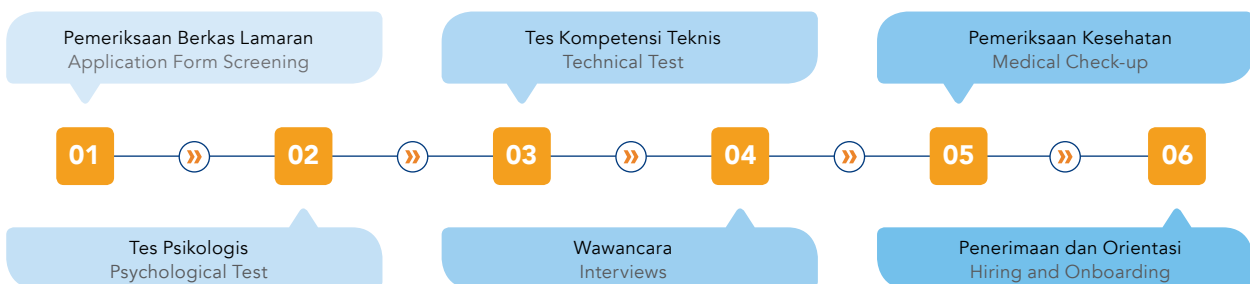 Pemeriksaan Berkas Lamaran
Application Form Screening
Tes Kompetensi Teknis
Technical Test
Pemeriksaan Kesehatan
Medical Check-up
01
02
03
04
05
06
Tes Psikologis
Psychological Test
Wawancara
Interviews
Penerimaan dan Orientasi
Hiring and Onboarding